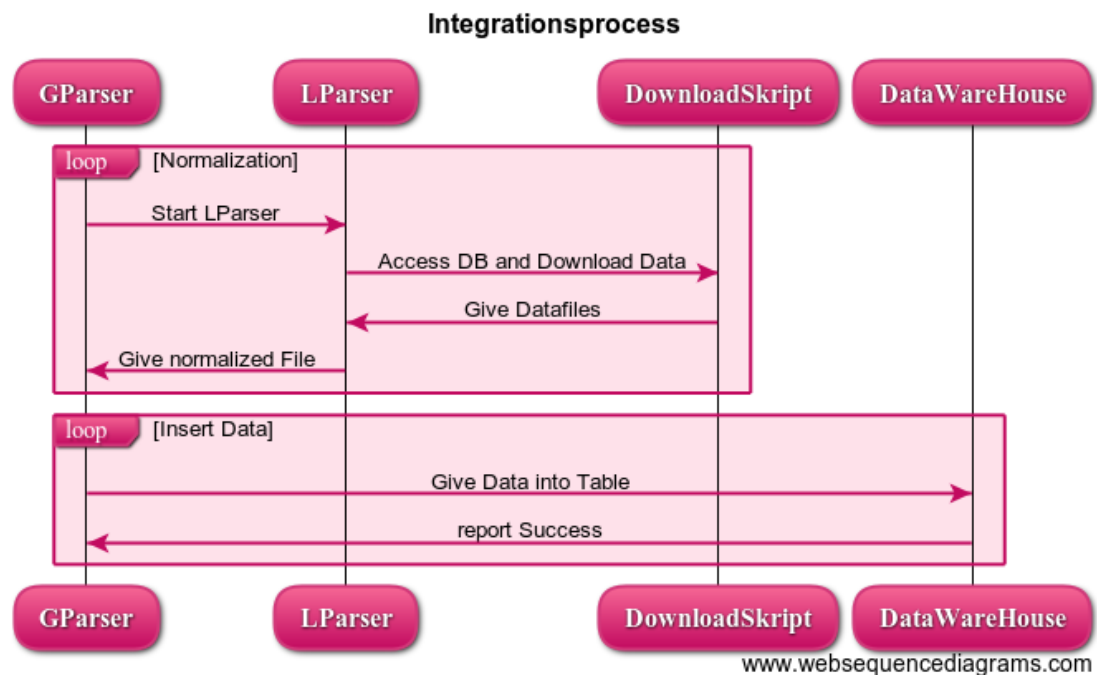 Integrationsprocess
GParser
LParser
DownloadSkript
DataWareHouse
loop
[Normalization]
Start LParser
Access DB and Download Data
Give Datafiles
Give normalized File
loop
[Insert Data]
Give Data into Table
report Success
GParser
LParser
DownloadSkript
DataWareHouse
www.websequencediagrams.com